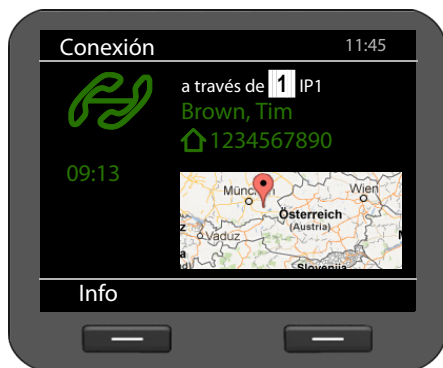 Conexión 11:45
a través de 1 IP1
Brown, Tim
1234567890
09:13
München Wien
Österreich
(Austria)
Vaduz
Slovenija
Info